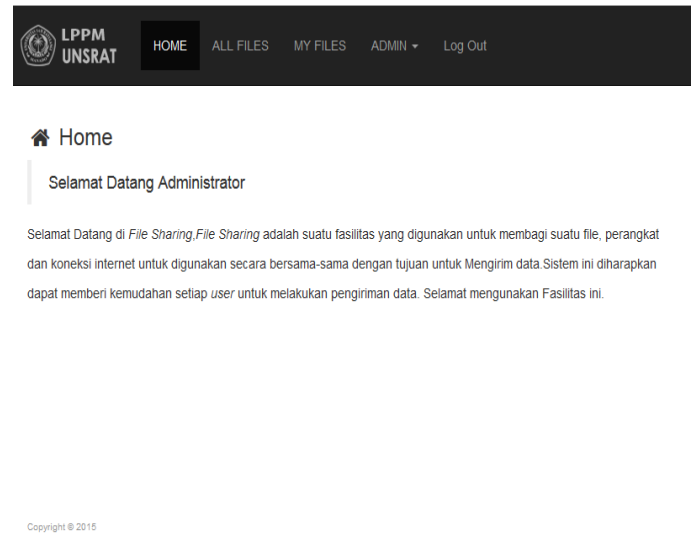 LPPM
UNSRAT
HOME ALL FILES MY FILES ADMIN Log Out
Home
Selamat Datang Administrator
Selamat Datang di File Sharing,File Sharing adalah suatu fasilitas yang digunakan untuk membagi suatu file, perangkat
dan koneksi internet untuk digunakan secara bersama-sama dengan tujuan untuk Mengirim data.Sistem ini diharapkan
dapat memberi kemudahan setiap user untuk melakukan pengiriman data. Selamat mengunakan Fasilitas ini.
Copyright © 2015